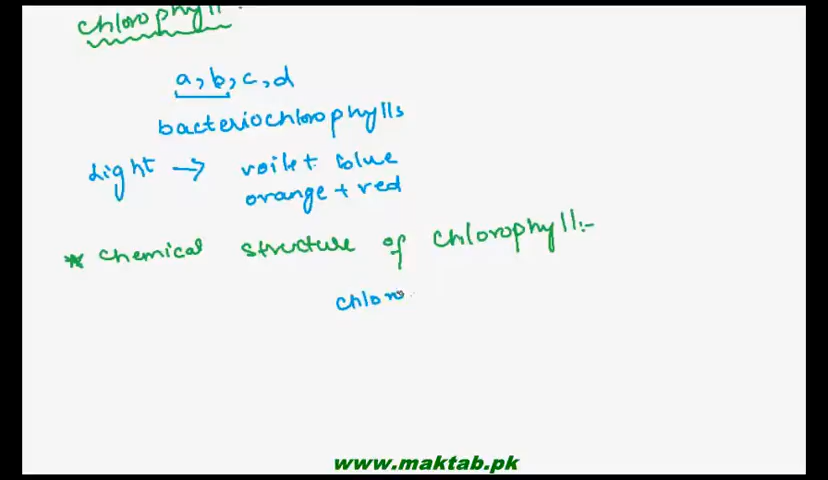 chlorophyll:
a, b, c, d
bacteriochlorophylls
Light → voilet blue
orange + red
* chemical structure of chlorophyll:-
chloro
www.maktab.pk